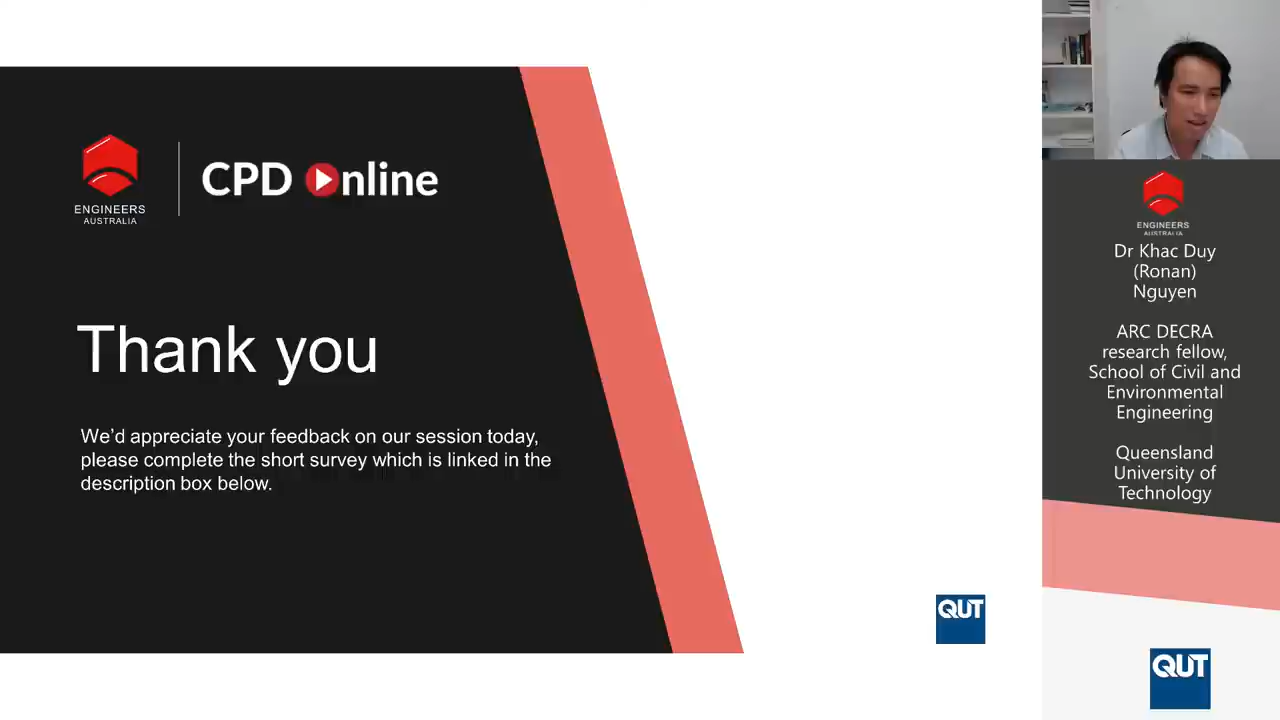 ENGINEERS
AUSTRALIA
CPD Online
Thank you
We’d appreciate your feedback on our session today,
please complete the short survey which is linked in the
description box below.
QUT
ENGINEERS
AUSTRALIA
Dr Khac Duy
(Ronan)
Nguyen
ARC DECRA
research fellow,
School of Civil and
Environmental
Engineering
Queensland
University of
Technology
QUT